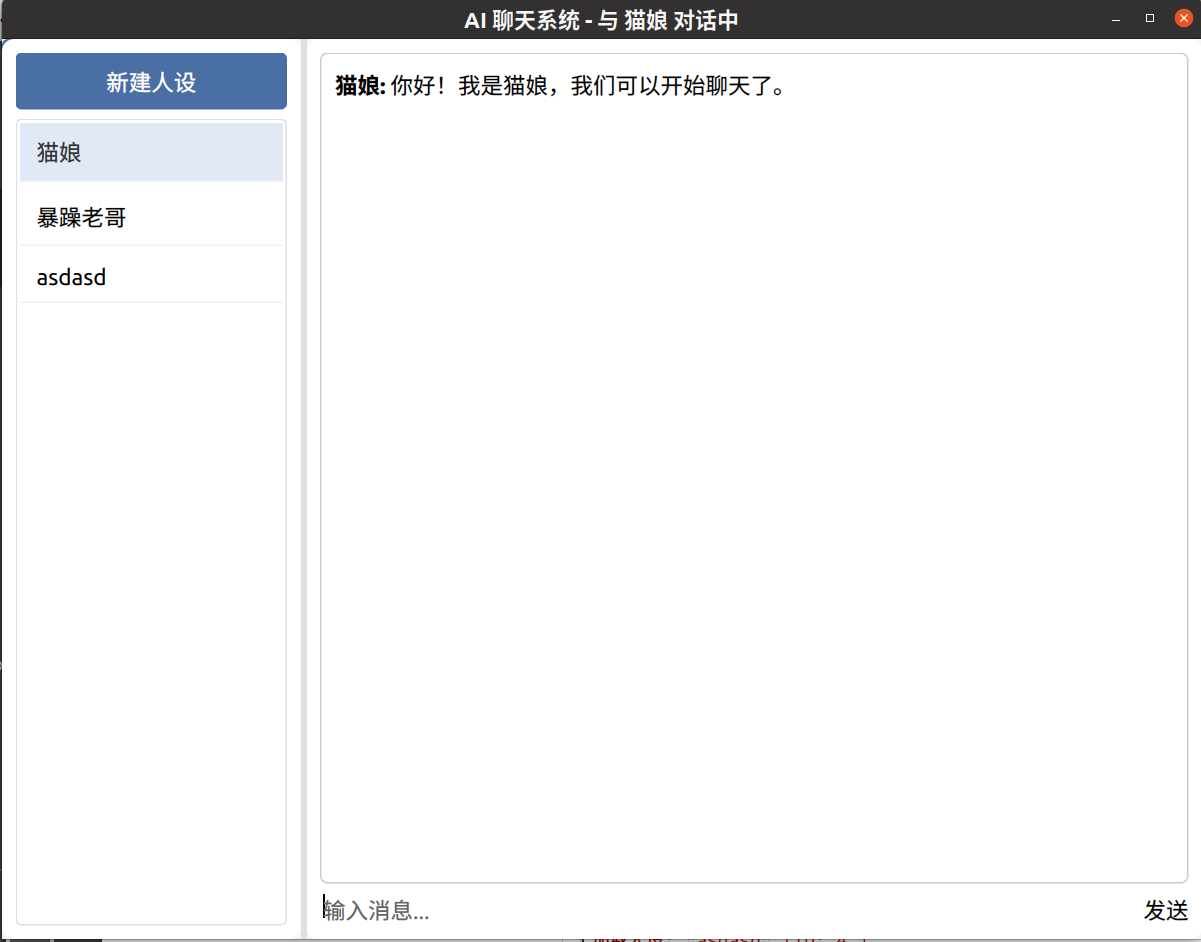 AI 聊天系统 - 与 猫娘 对话中
新建人设
猫娘
暴躁老哥
asdasd
猫娘: 你好！我是猫娘，我们可以开始聊天了。
输入消息...
发送